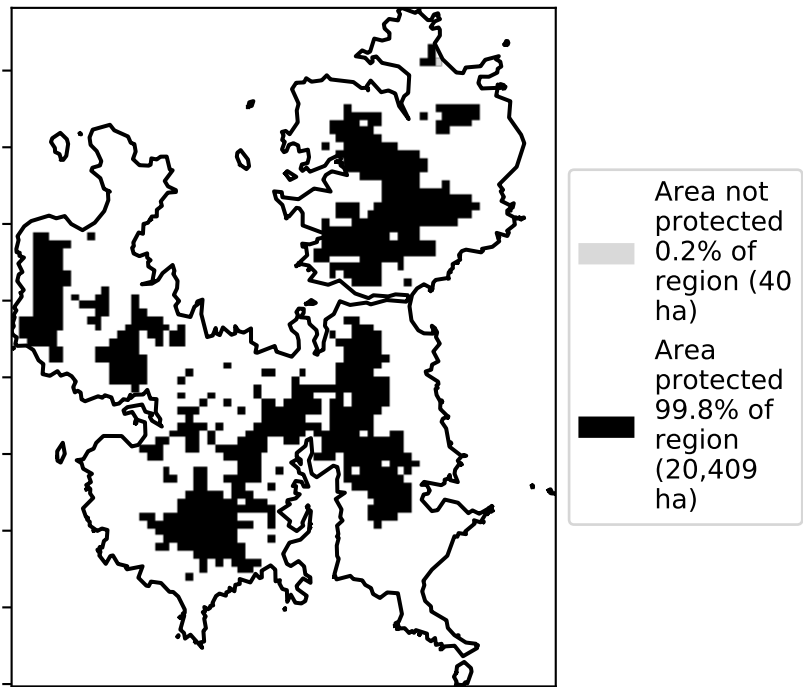 Area not
protected
0.2% of
region (40
ha)
Area
protected
99.8% of
region
(20,409
ha)